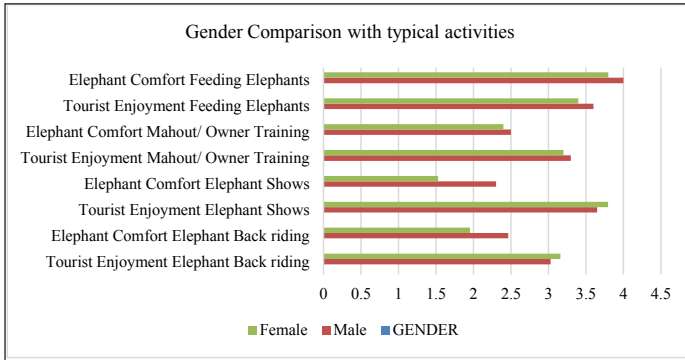 Gender Comparison with typical activities
Elephant Comfort Feeding Elephants
Tourist Enjoyment Feeding Elephants
Elephant Comfort Mahout/ Owner Training
Tourist Enjoyment Mahout/ Owner Training
Elephant Comfort Elephant Shows
Tourist Enjoyment Elephant Shows
Elephant Comfort Elephant Back riding
Tourist Enjoyment Elephant Back riding
0 0.5 1 1.5 2 2.5 3 3.5 4 4.5
Female Male GENDER